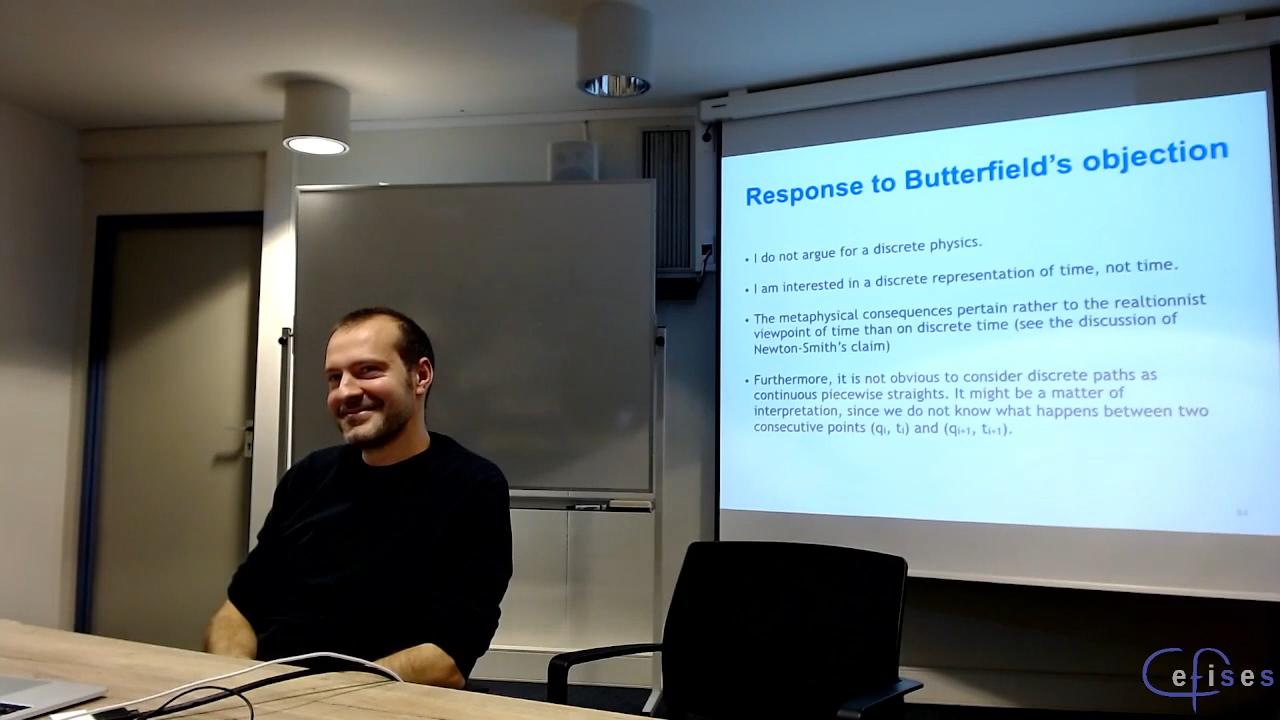 Response to Butterfield's objection
• I do not argue for a discrete physics.
• I am interested in a discrete representation of time, not time.
• The metaphysical consequences pertain rather to the realtionnist
viewpoint of time than on discrete time (see the discussion of
Newton-Smith's claim)
• Furthermore, it is not obvious to consider discrete paths as
continuous piecewise straights. It might be a matter of
interpretation, since we do not know what happens between two
consecutive points (qᵢ, tᵢ) and (qᵢ₊₁, tᵢ₊₁).
Cefises